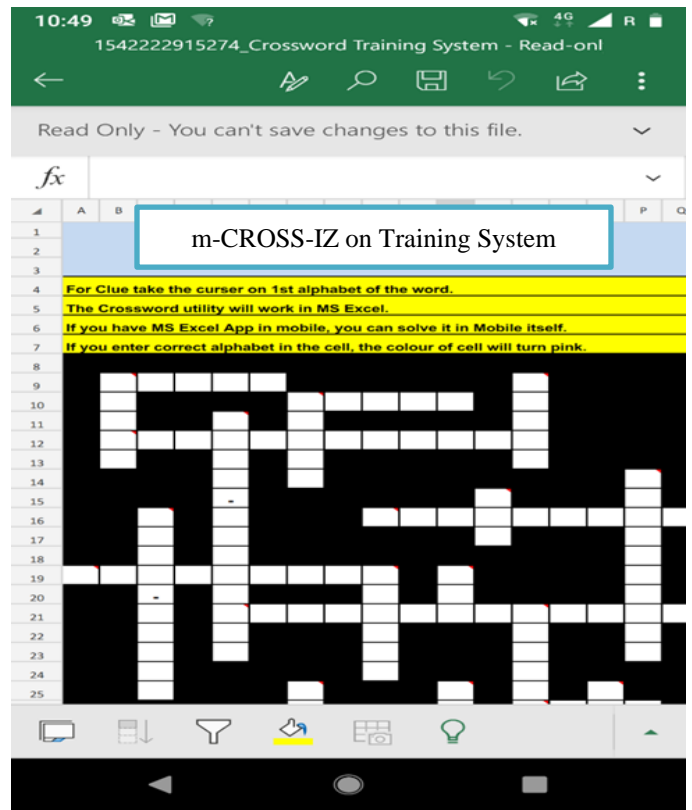 10:49 4G R
1542222915274_Crossword Training System - Read-onl
Read Only - You can't save changes to this file.
fx
A B P Q
m-CROSS-IZ on Training System
1
2
3
4 For Clue take the curser on 1st alphabet of the word.
5 The Crossword utility will work in MS Excel.
6 If you have MS Excel App in mobile, you can solve it in Mobile itself.
7 If you enter correct alphabet in the cell, the colour of cell will turn pink.
8
9
10
11
12
13
14
15 -
16
17
18
19
20 -
21
22
23
24
25